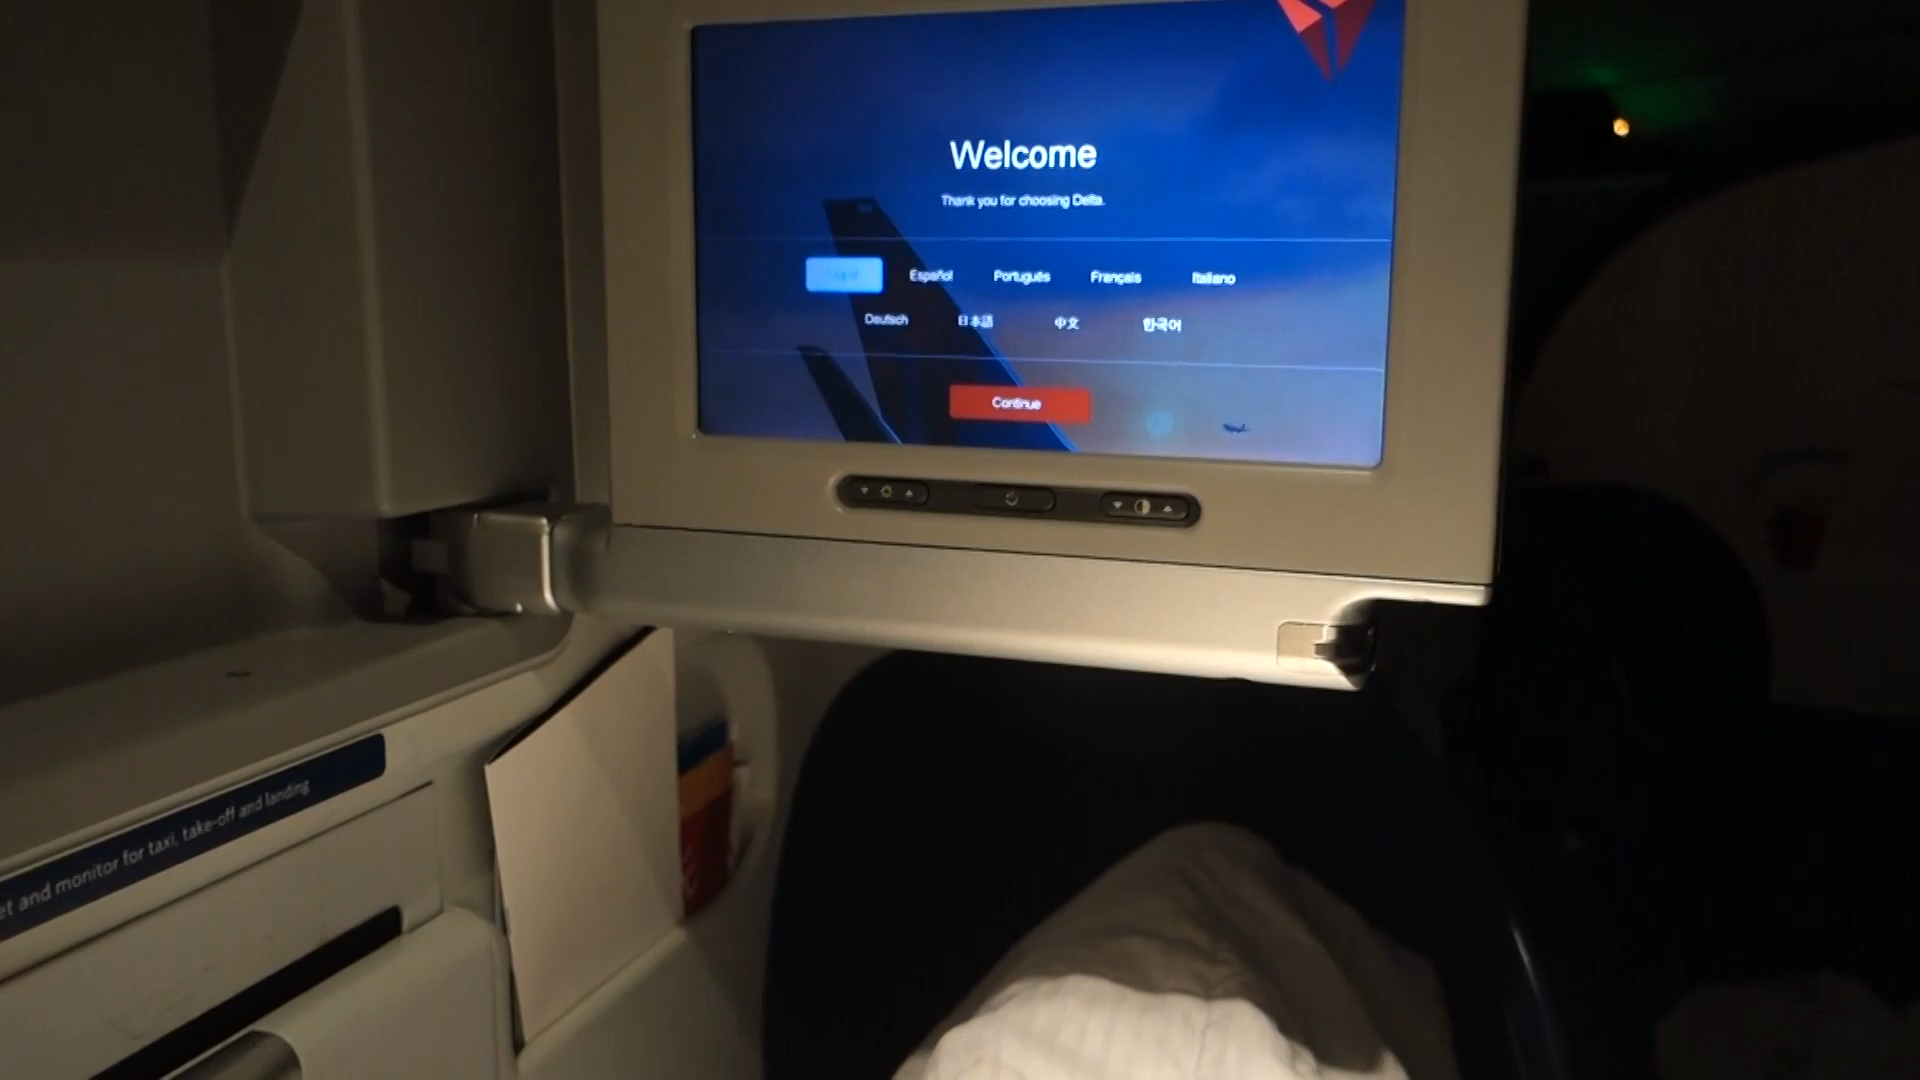 Welcome
Thank you for choosing Delta.
Español Português Français Italiano
Deutsch 日本語 中文 한국어
Continue
and monitor for taxi, take-off and landing